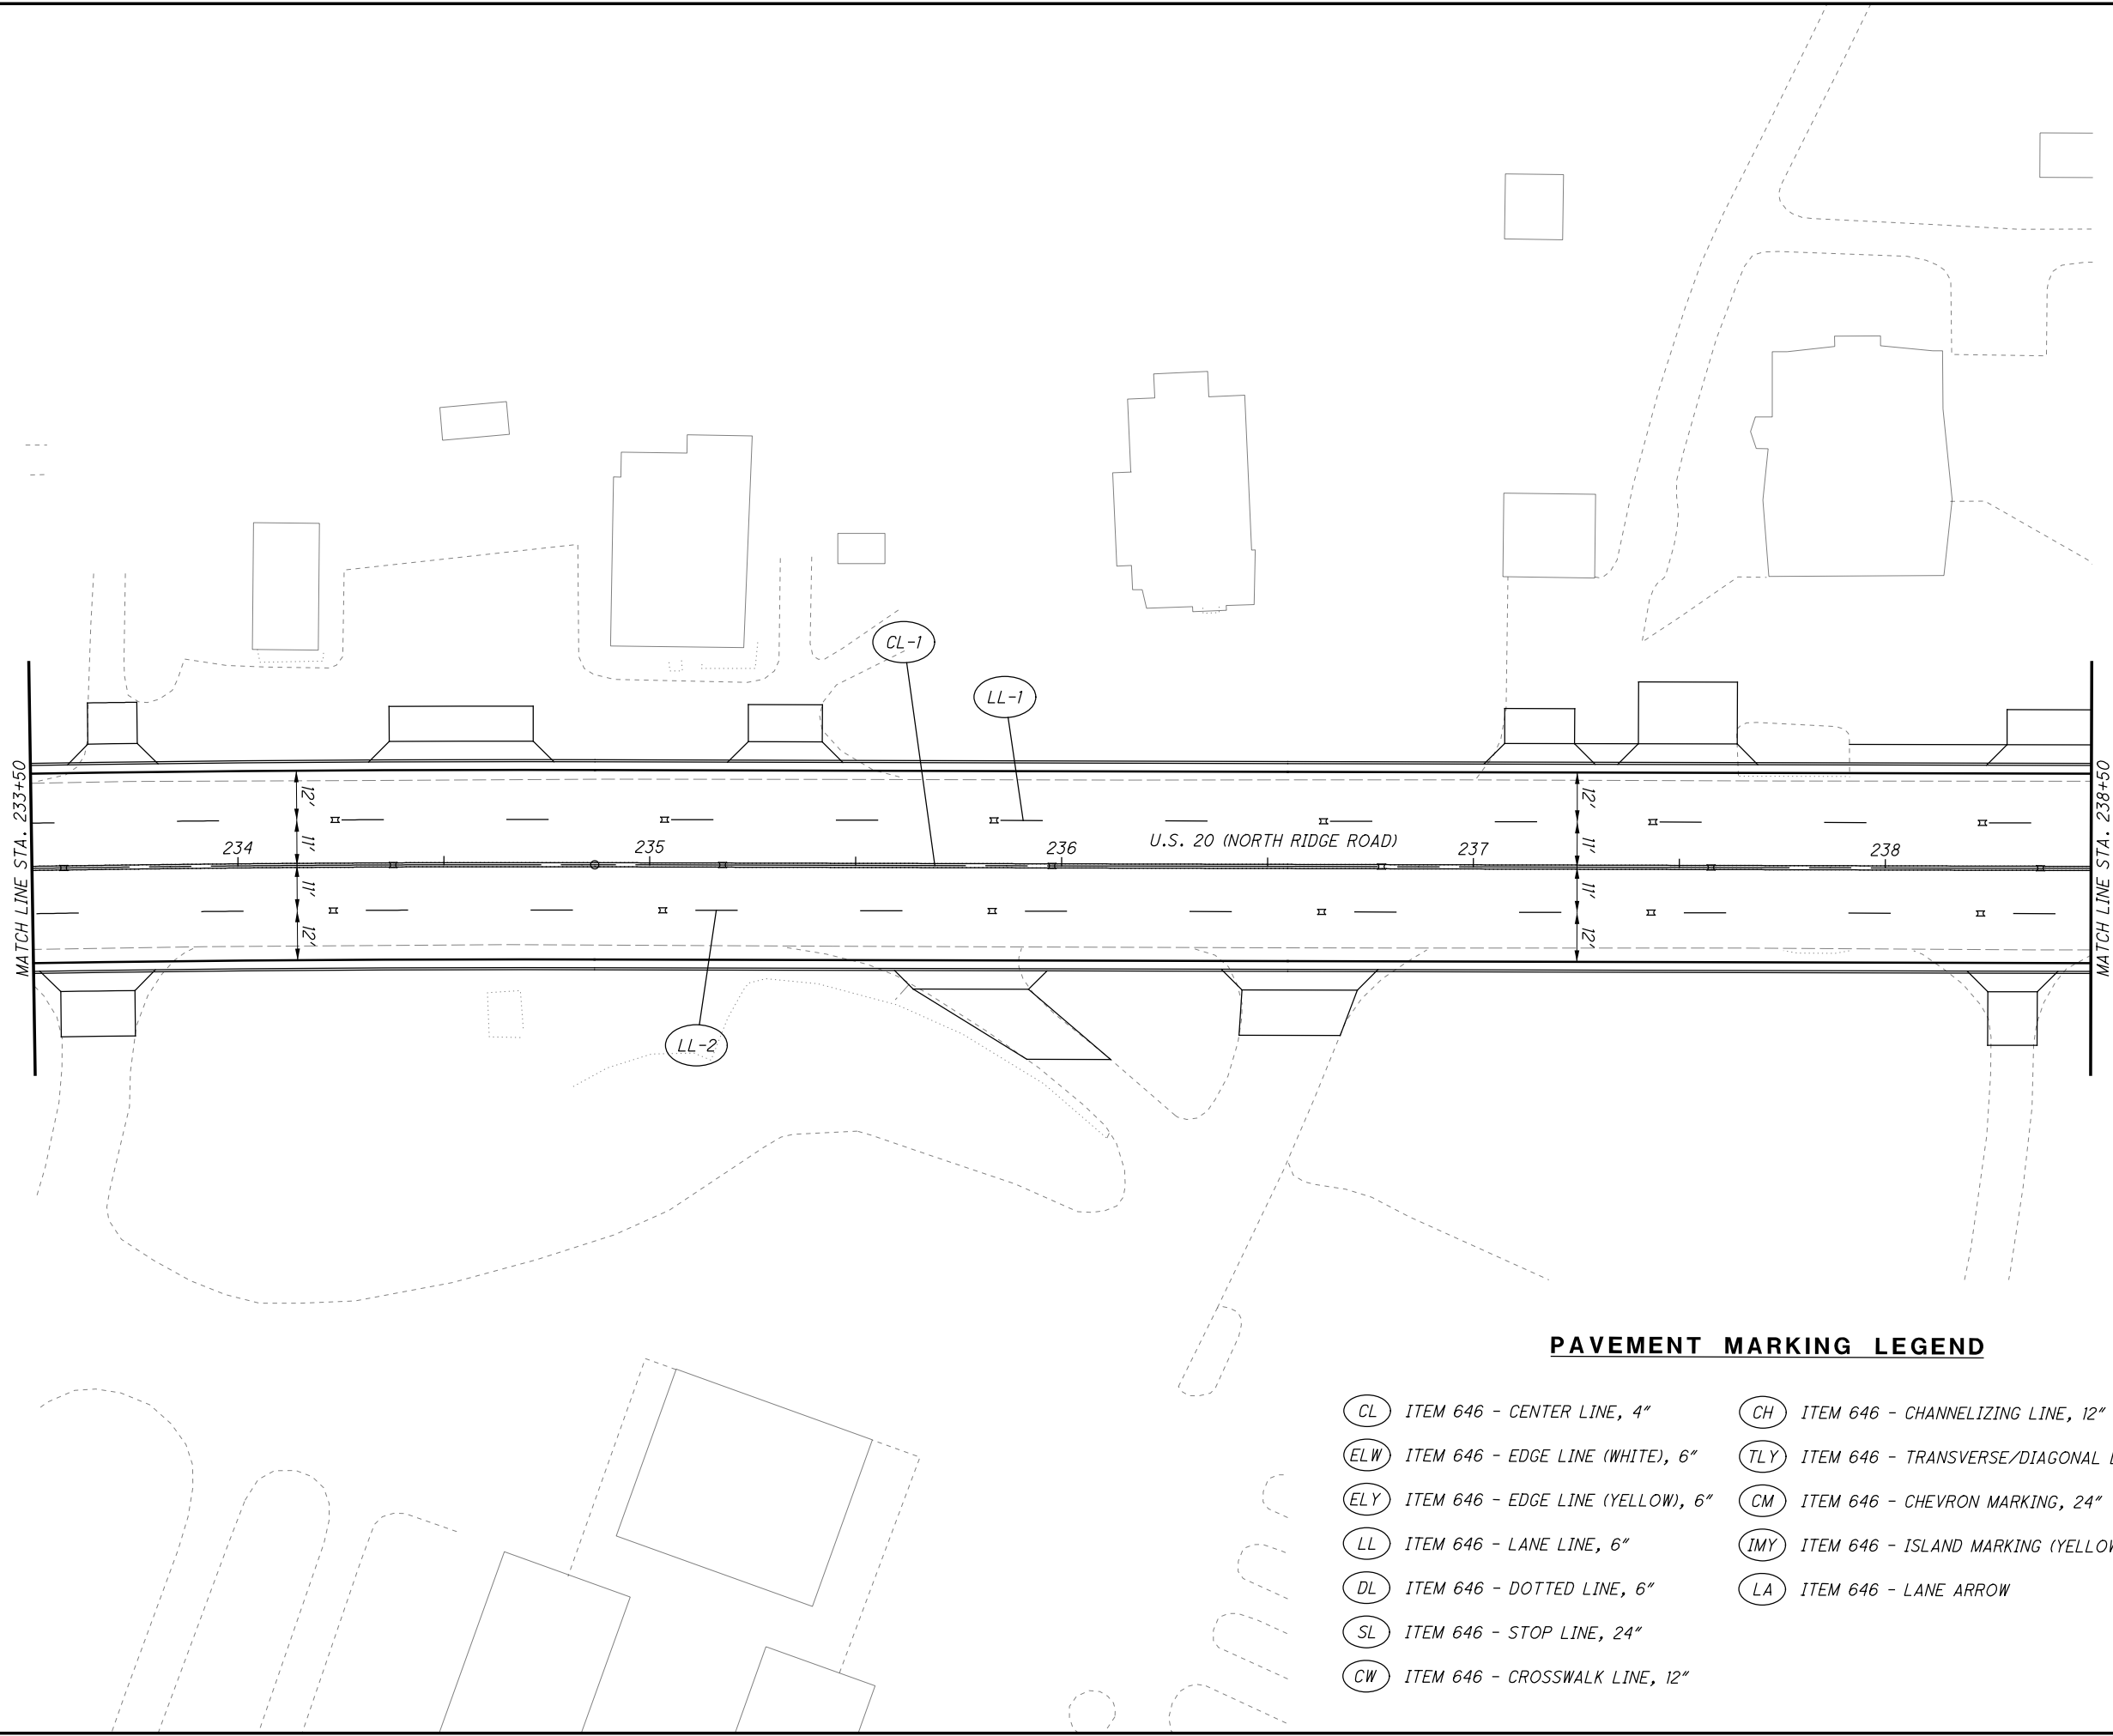 CL-1
LL-1
MATCH LINE STA. 233+50
MATCH LINE STA. 238+50
12'
12'
11'
11'
U.S. 20 (NORTH RIDGE ROAD)
234
235
236
237
238
11'
11'
12'
12'
LL-2
PAVEMENT MARKING LEGEND
CL ITEM 646 - CENTER LINE, 4"
CH ITEM 646 - CHANNELIZING LINE, 12"
ELW ITEM 646 - EDGE LINE (WHITE), 6"
TLY ITEM 646 - TRANSVERSE/DIAGONAL
ELY ITEM 646 - EDGE LINE (YELLOW), 6"
CM ITEM 646 - CHEVRON MARKING, 24"
LL ITEM 646 - LANE LINE, 6"
IMY ITEM 646 - ISLAND MARKING
DL ITEM 646 - DOTTED LINE, 6"
LA ITEM 646 - LANE ARROW
SL ITEM 646 - STOP LINE, 24"
CW ITEM 646 - CROSSWALK LINE, 12"